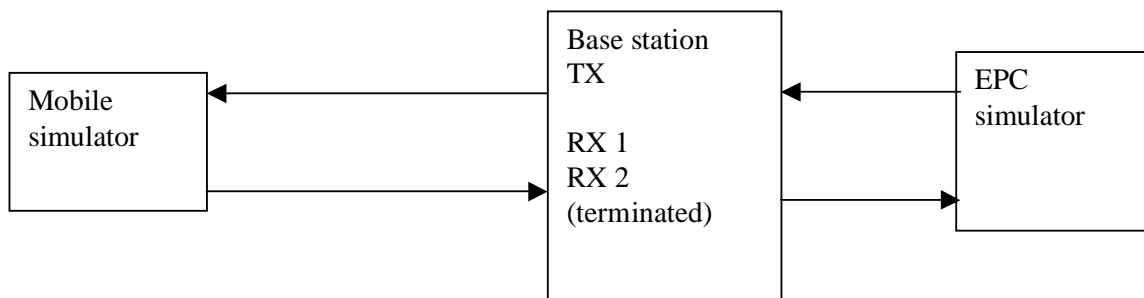 Mobile
simulator
Base station
TX
RX 1
RX 2
(terminated)
EPC
simulator